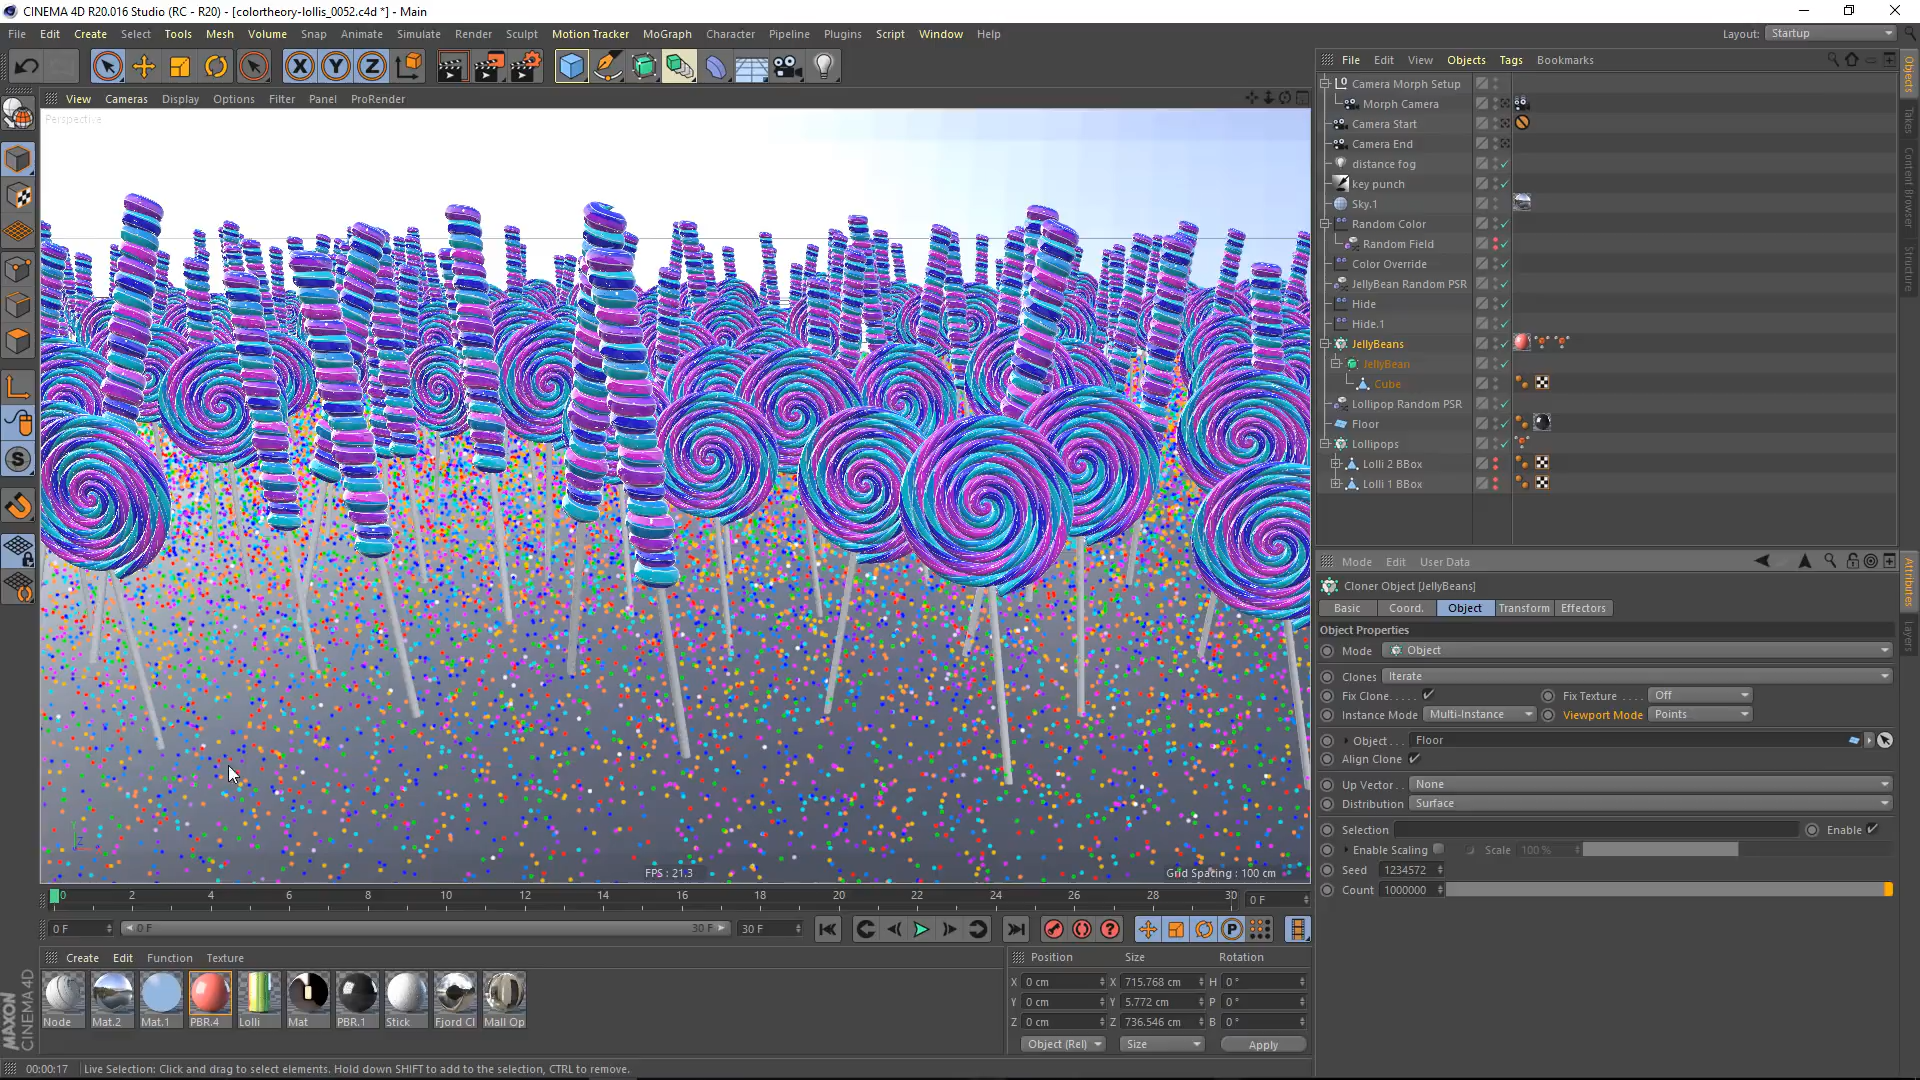 CINEMA 4D R20.016 Studio (RC - R20) - [colortheory-lollis_0052.c4d *] - Main
File Edit Create Select Tools Mesh Volume Snap Animate Simulate Render Sculpt Motion Tracker MoGraph Character Pipeline Plugins Script Window Help
Layout: Startup
X Y Z
File Edit View Objects Tags Bookmarks
View Cameras Display Options Filter Panel ProRender
Perspective
Camera Morph Setup
Morph Camera
Camera Start
Camera End
distance fog
key punch
Sky.1
Random Color
Random Field
Color Override
JellyBean Random PSR
Hide
Hide.1
JellyBeans
JellyBean
Cube
Lollipop Random PSR
Floor
Lollipops
Lolli 2 BBox
Lolli 1 BBox
Objects
Takes
Content Browser
Structure
Mode Edit User Data
Cloner Object [JellyBeans]
Basic Coord. Object Transform Effectors
Object Properties
Mode Object
Clones Iterate
Fix Clone..... Fix Texture .... Off
Instance Mode Multi-Instance Viewport Mode Points
Object... Floor
Align Clone
Up Vector.. None
Distribution Surface
Selection Enable
Enable Scaling Scale 100 %
Seed 1234572
Count 1000000
Attributes
Layers
FPS : 21.3
Grid Spacing : 100 cm
0 2 4 6 8 10 12 14 16 18 20 22 24 26 28 30 0 F
0 F 0 F 30 F 30 F
Create Edit Function Texture
Node Mat.2 Mat.1 PBR.4 Lolli Mat PBR.1 Stick Fjord Cl Mall Op
Position Size Rotation
X 0 cm X 715.768 cm H 0 °
Y 0 cm Y 5.772 cm P 0 °
Z 0 cm Z 736.546 cm B 0 °
Object (Rel) Size Apply
MAXON
CINEMA 4D
00:00:17 Live Selection: Click and drag to select elements. Hold down SHIFT to add to the selection, CTRL to remove.